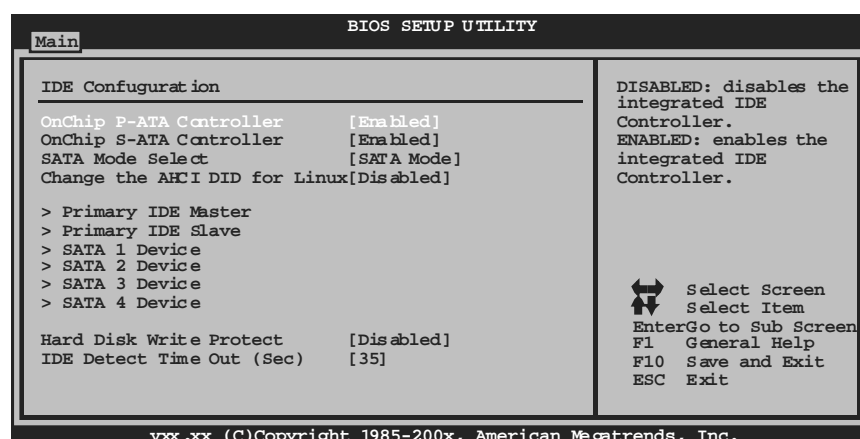 BIOS SETUP UTILITY
Main
IDE Confuguration
OnChip P-ATA Controller [Enabled]
OnChip S-ATA Controller [Enabled]
SATA Mode Select [SATA Mode]
Change the AHCI DID for Linux[Disabled]
> Primary IDE Master
> Primary IDE Slave
> SATA 1 Device
> SATA 2 Device
> SATA 3 Device
> SATA 4 Device
Hard Disk Write Protect [Disabled]
IDE Detect Time Out (Sec) [35]
DISABLED: disables the
integrated IDE
Controller.
ENABLED: enables the
integrated IDE
Controller.
Select Screen
Select Item
EnterGo to Sub Screen
F1 General Help
F10 Save and Exit
ESC Exit
vxx.xx (C)Copyright 1985-200x, American Megatrends, Inc.